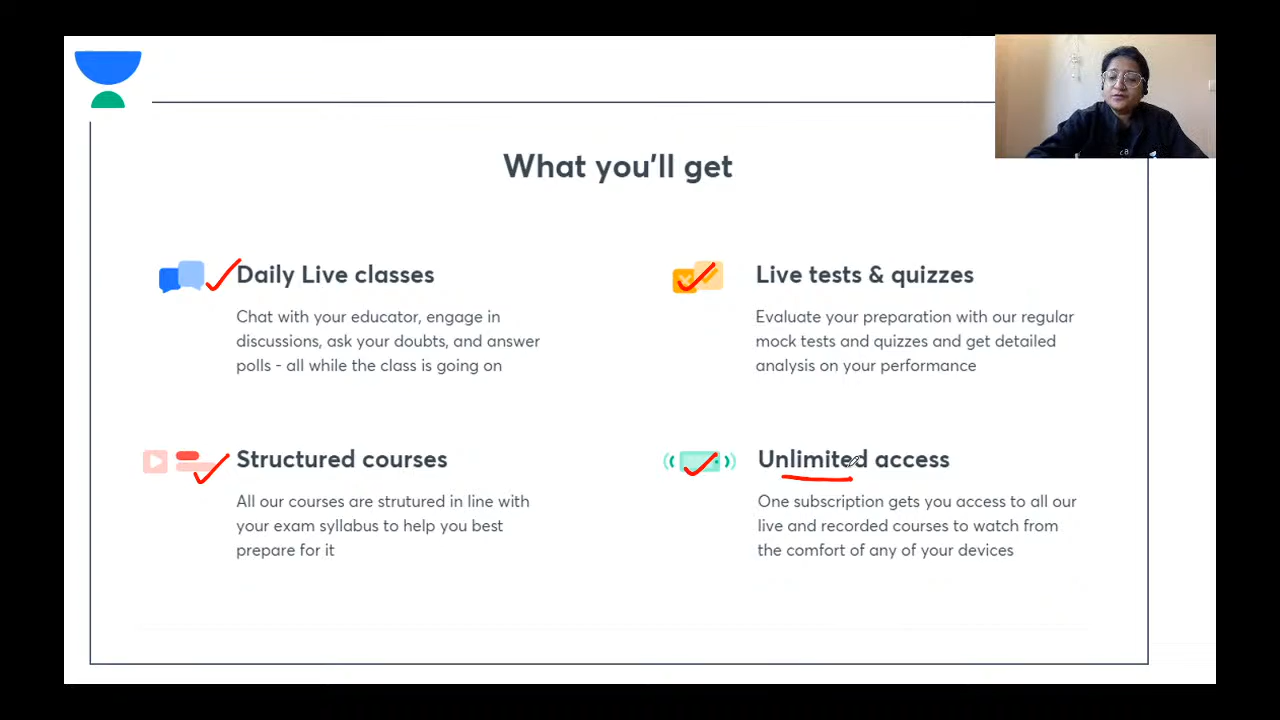 What you'll get
Daily Live classes
Chat with your educator, engage in
discussions, ask your doubts, and answer
polls - all while the class is going on
Live tests & quizzes
Evaluate your preparation with our regular
mock tests and quizzes and get detailed
analysis on your performance
Structured courses
All our courses are strutured in line with
your exam syllabus to help you best
prepare for it
Unlimited access
One subscription gets you access to all our
live and recorded courses to watch from
the comfort of any of your devices